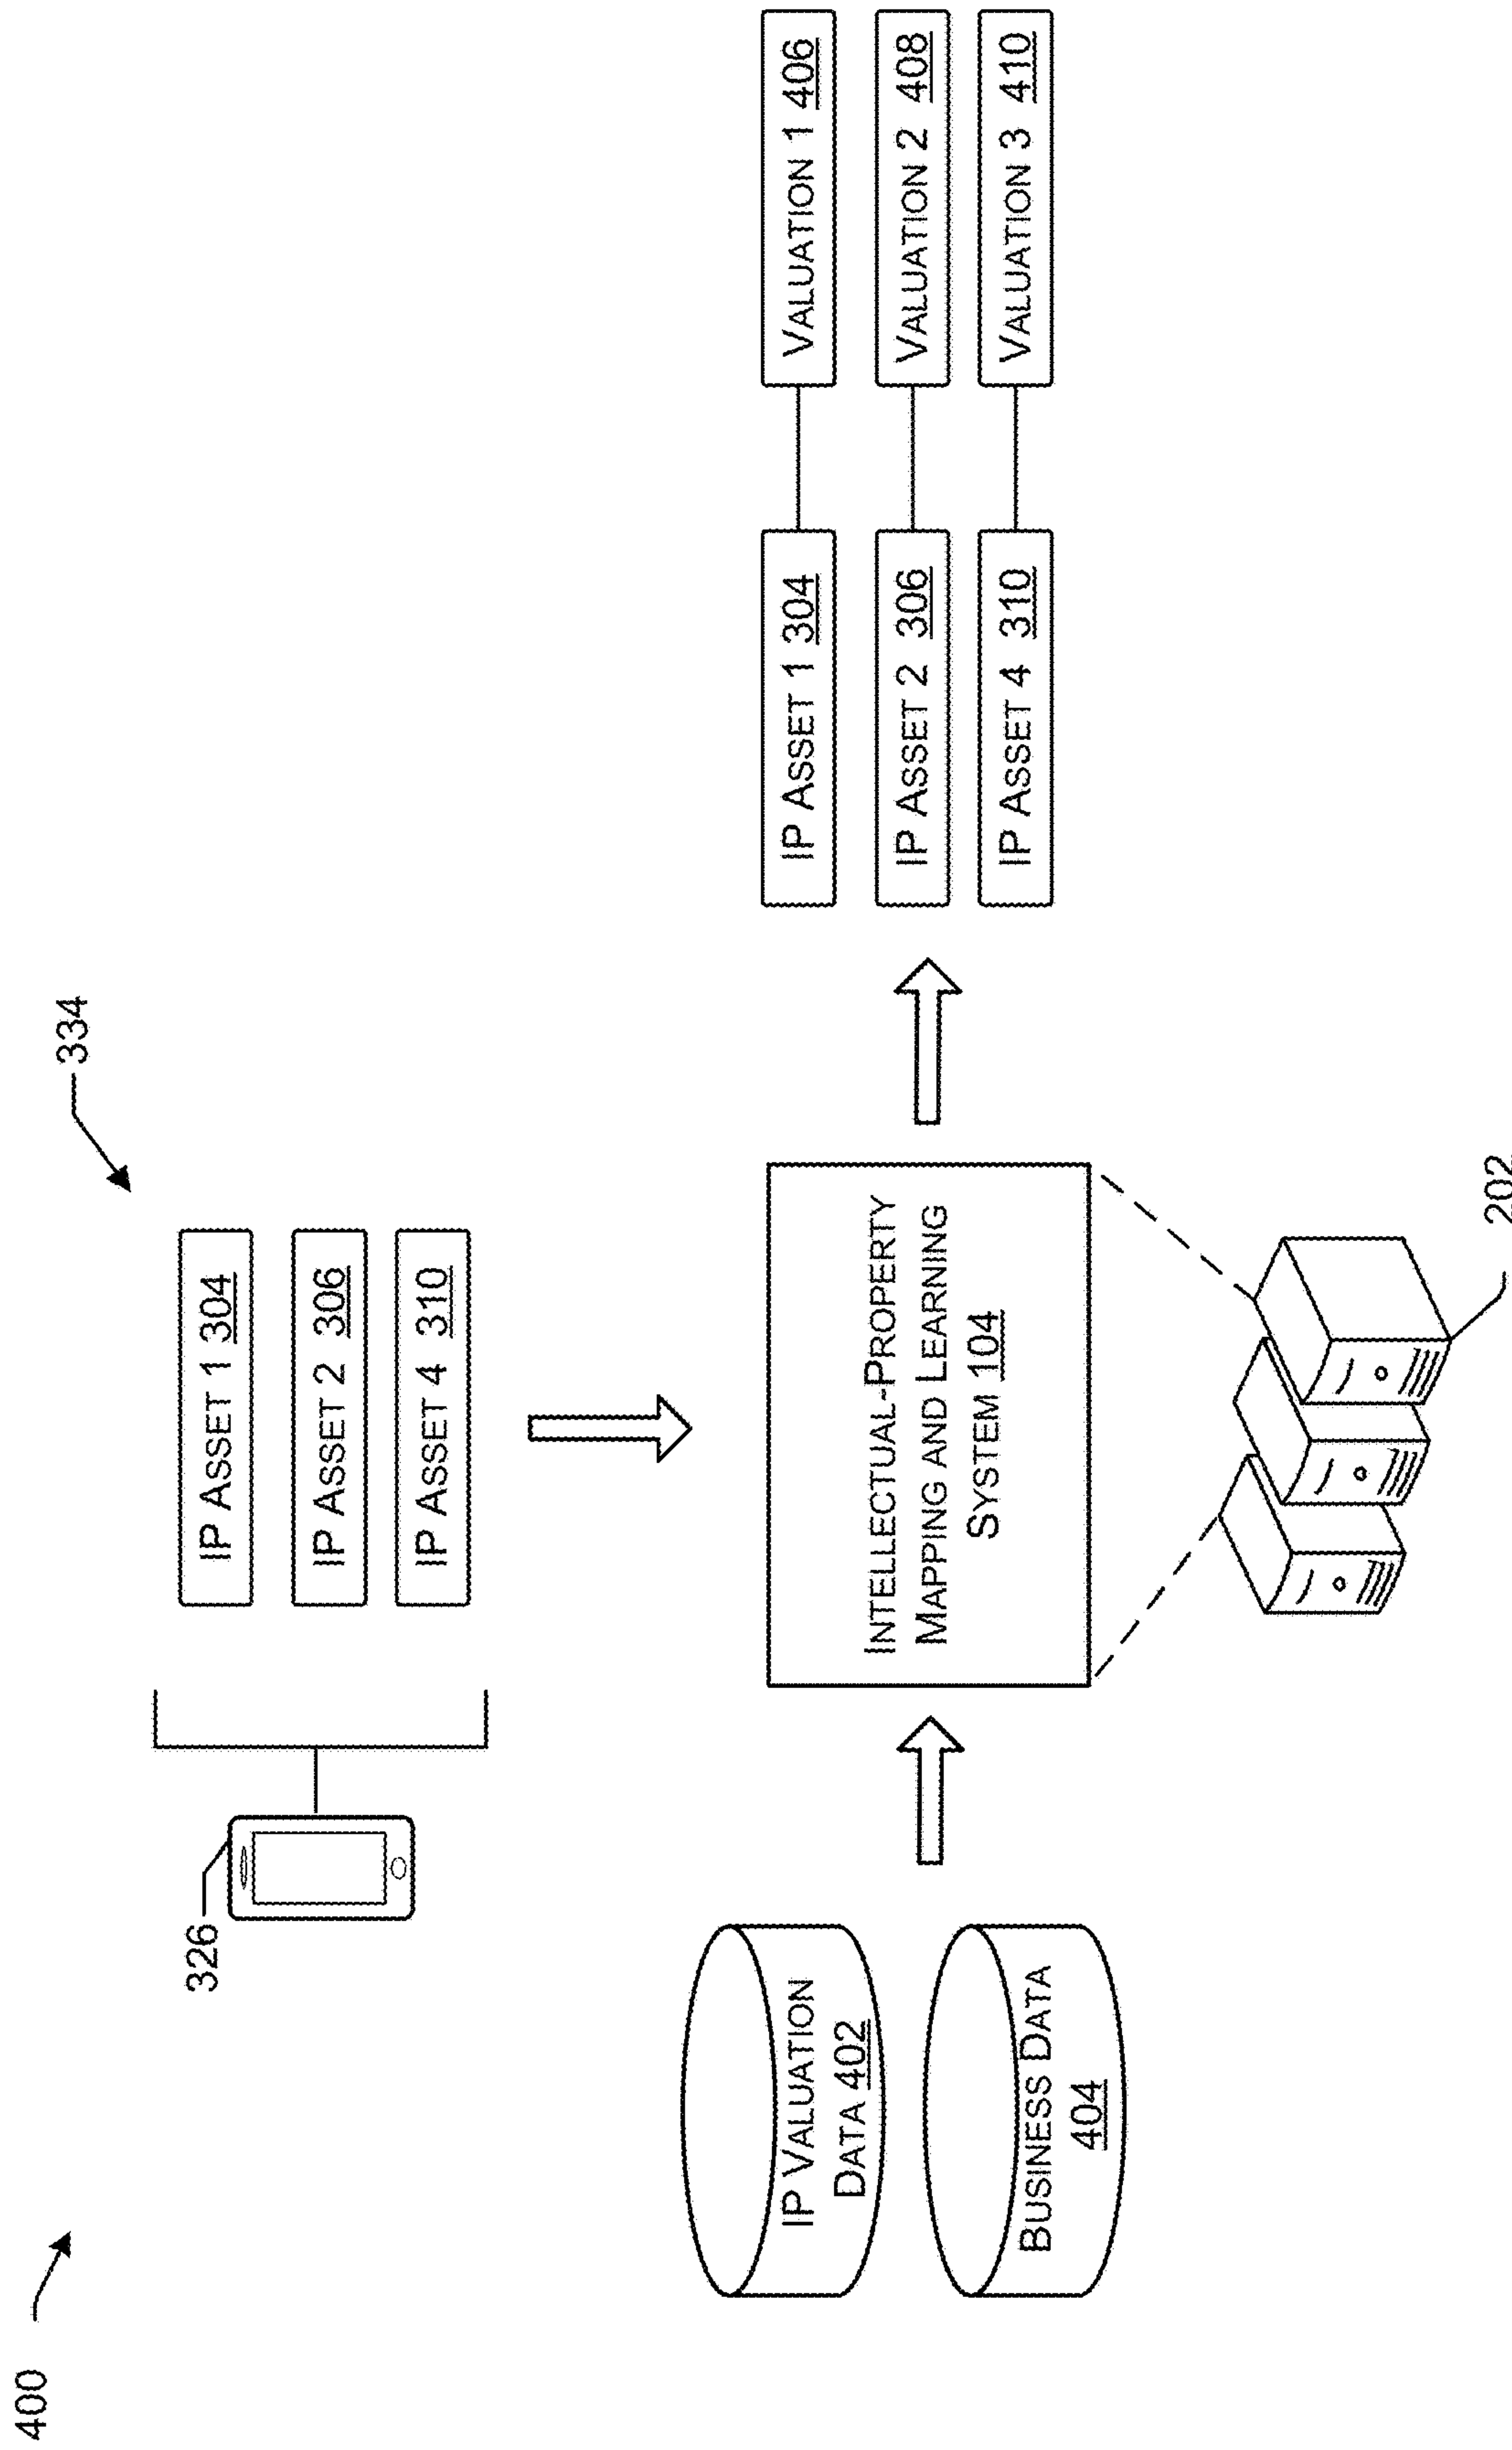 400
334
326
IP ASSET 1 304
IP ASSET 2 306
IP ASSET 4 310
IP VALUATION
DATA 402
BUSINESS DATA
404
INTELLECTUAL-PROPERTY
MAPPING AND LEARNING
SYSTEM 104
IP ASSET 1 304
VALUATION 1 406
IP ASSET 2 306
VALUATION 2 408
IP ASSET 4 310
VALUATION 3 410
202